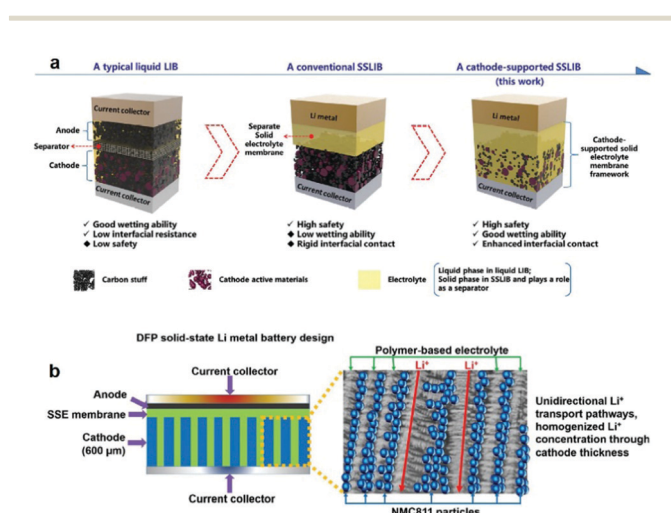 a
A typical liquid LIB
A conventional SSLIB
A cathode-supported SSLIB
(this work)
Current collector
Anode
Separator
Cathode
Current collector
Li metal
Separate
Solid
electrolyte
membrane
Current collector
Li metal
Cathode-
supported solid
electrolyte
membrane
framework
Current collector
✓ Good wetting ability
✓ Low interfacial resistance
◆ Low safety
✓ High safety
◆ Low wetting ability
◆ Rigid interfacial contact
✓ High safety
✓ Good wetting ability
✓ Enhanced interfacial contact
Carbon stuff
Cathode active materials
Electrolyte
Liquid phase in liquid LIB;
Solid phase in SSLIB and plays a role
as a separator
DFP solid-state Li metal battery design
b
Current collector
Anode
SSE membrane
Cathode
(600 μm)
Current collector
Polymer-based electrolyte
Li⁺ Li⁺
Unidirectional Li⁺
transport pathways,
homogenized Li⁺
concentration through
cathode thickness
NMC811 particles